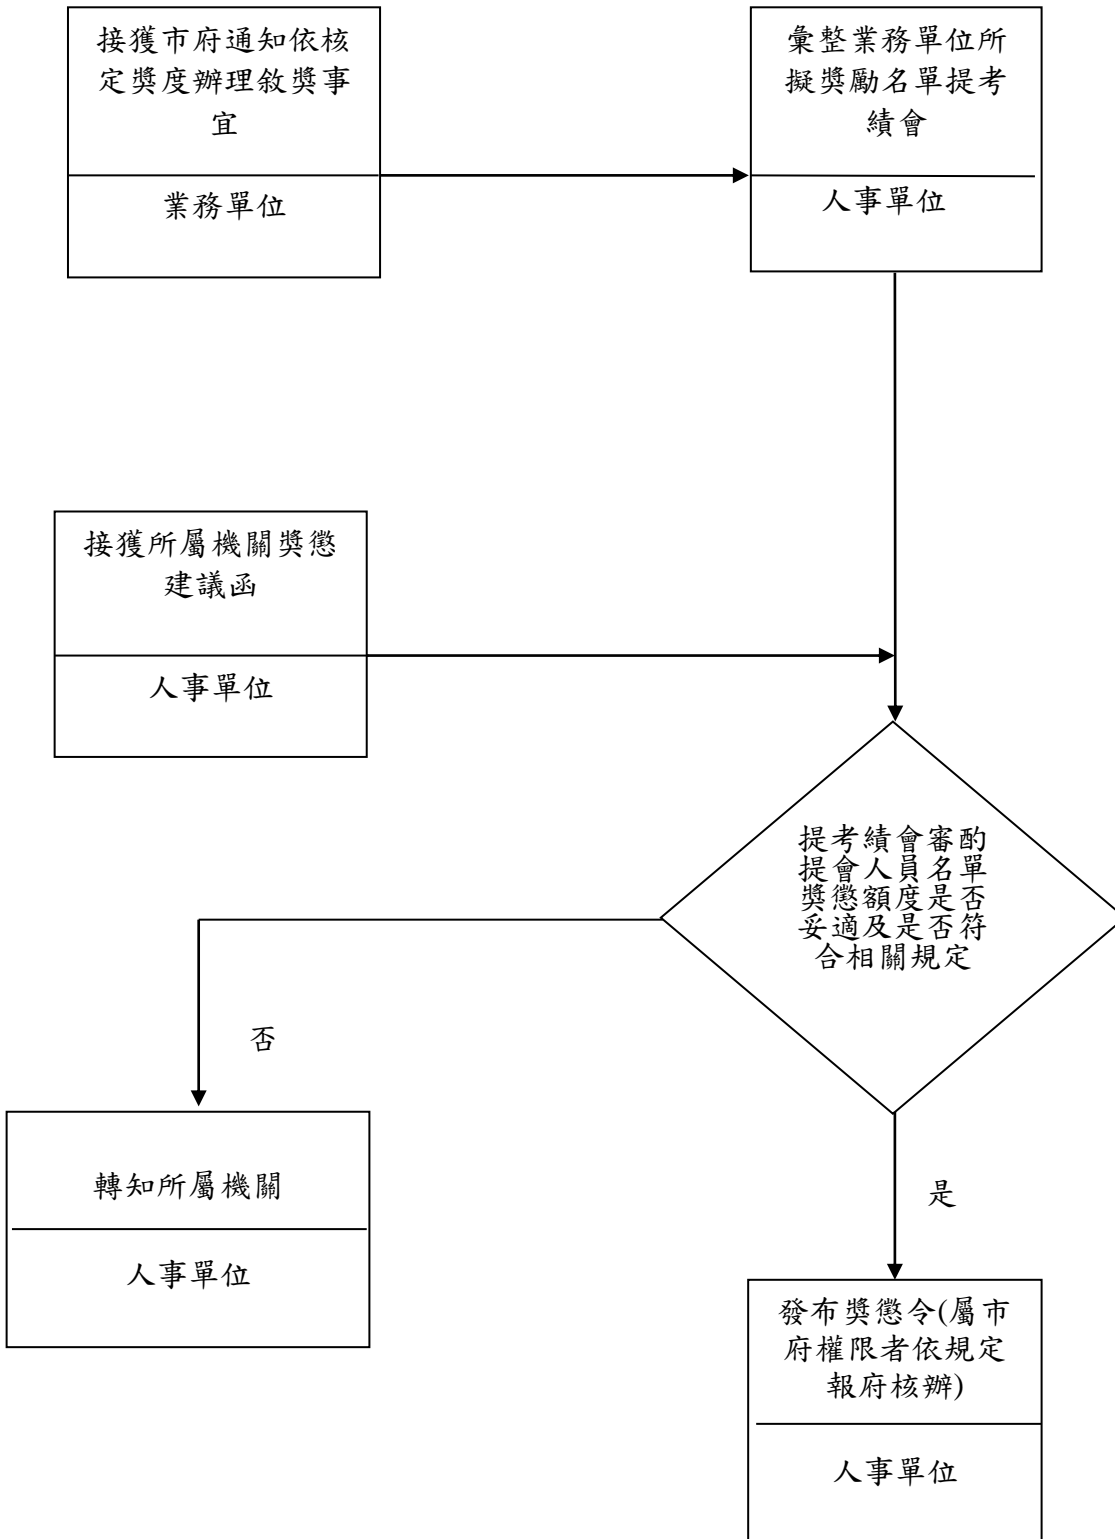 接獲市府通知依核
定獎度辦理敘獎事
宜
業務單位
彙整業務單位所
擬獎勵名單提考
績會
人事單位
接獲所屬機關獎懲
建議函
人事單位
提考績會審酌
提會人員名單
獎懲額度是否
妥適及是否符
合相關規定
否
轉知所屬機關
人事單位
是
發布獎懲令(屬市
府權限者依規定
報府核辦)
人事單位